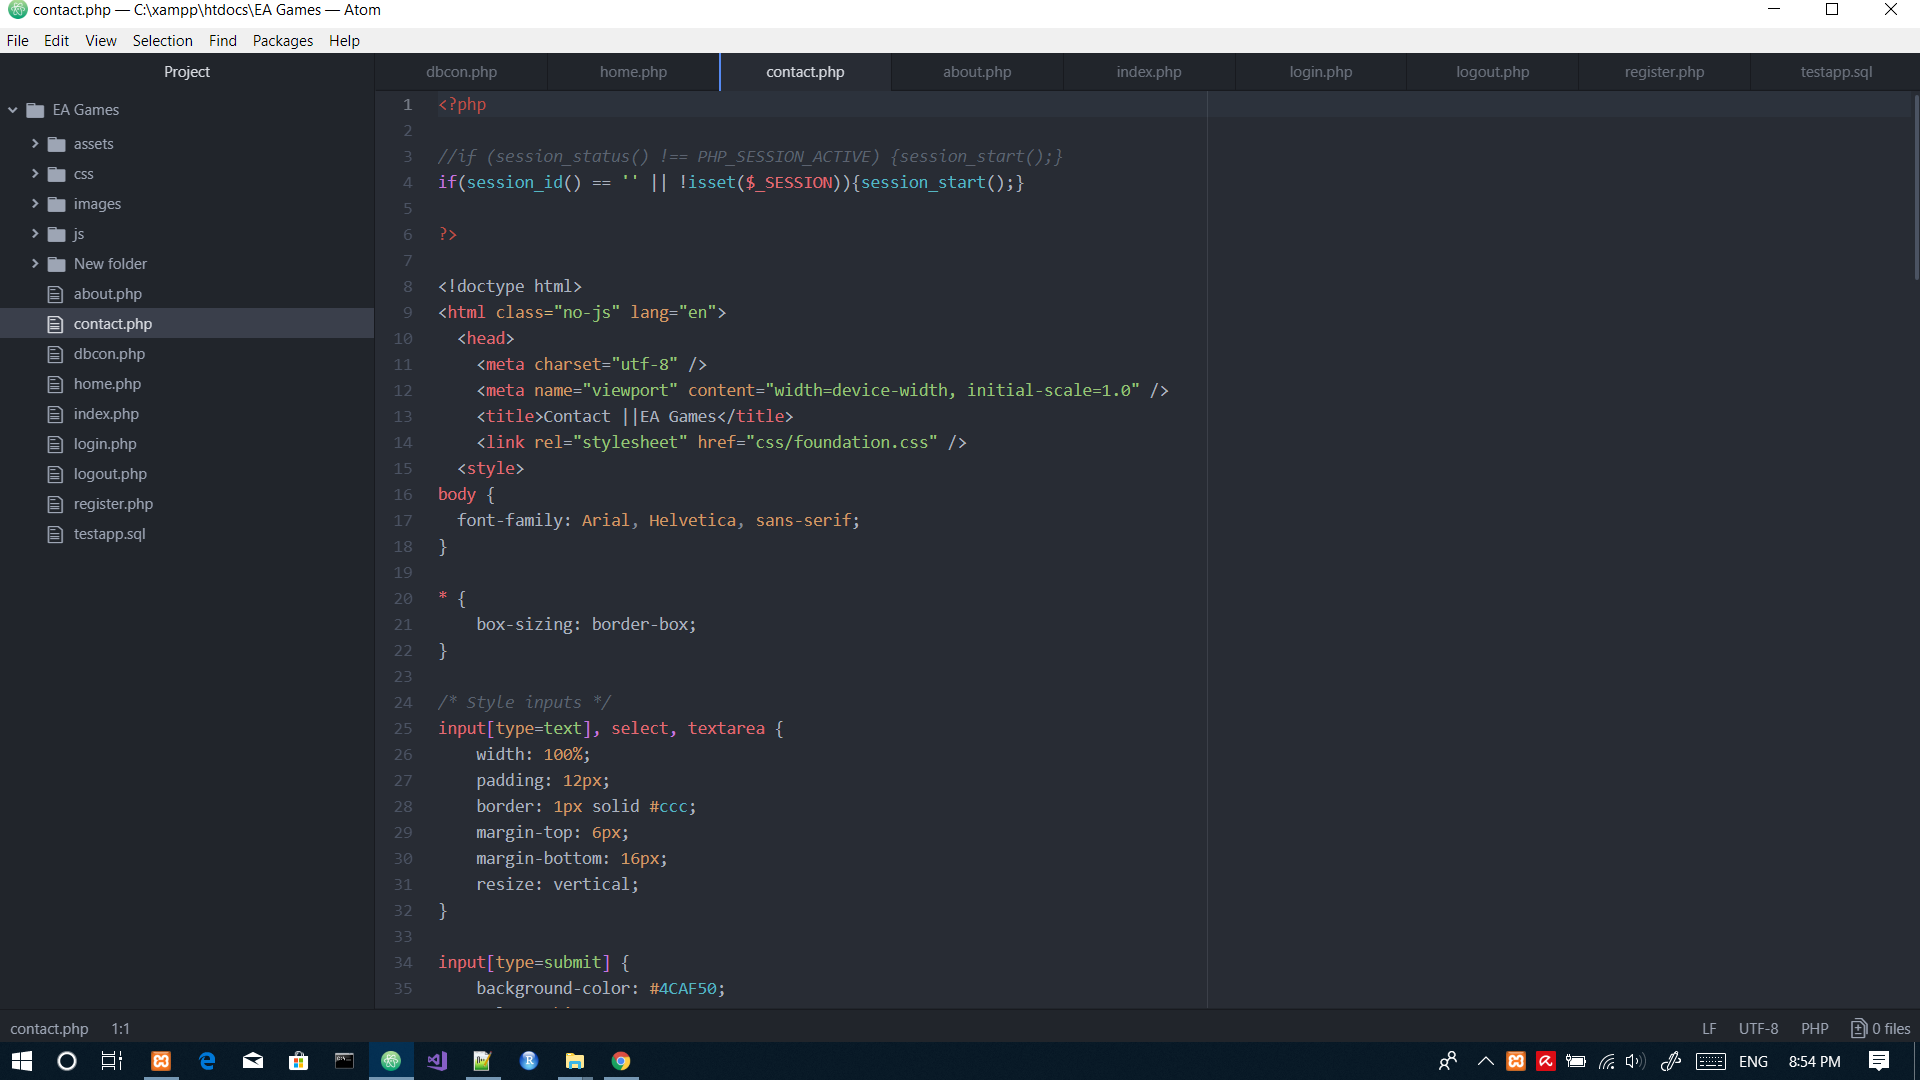 contact.php — C:\xampp\htdocs\EA Games — Atom
File Edit View Selection Find Packages Help
Project
dbcon.php home.php contact.php about.php index.php login.php logout.php register.php testapp.sql
EA Games
assets
css
images
js
New folder
about.php
contact.php
dbcon.php
home.php
index.php
login.php
logout.php
register.php
testapp.sql
1 <?php
2
3 //if (session_status() !== PHP_SESSION_ACTIVE) {session_start();}
4 if(session_id() == '' || !isset($_SESSION)){session_start();}
5
6 ?>
7
8 <!doctype html>
9 <html class="no-js" lang="en">
10 <head>
11 <meta charset="utf-8" />
12 <meta name="viewport" content="width=device-width, initial-scale=1.0" />
13 <title>Contact ||EA Games</title>
14 <link rel="stylesheet" href="css/foundation.css" />
15 <style>
16 body {
17 font-family: Arial, Helvetica, sans-serif;
18 }
19
20 * {
21 box-sizing: border-box;
22 }
23
24 /* Style inputs */
25 input[type=text], select, textarea {
26 width: 100%;
27 padding: 12px;
28 border: 1px solid #ccc;
29 margin-top: 6px;
30 margin-bottom: 16px;
31 resize: vertical;
32 }
33
34 input[type=submit] {
35 background-color: #4CAF50;
contact.php 1:1 LF UTF-8 PHP 0 files
ENG 8:54 PM